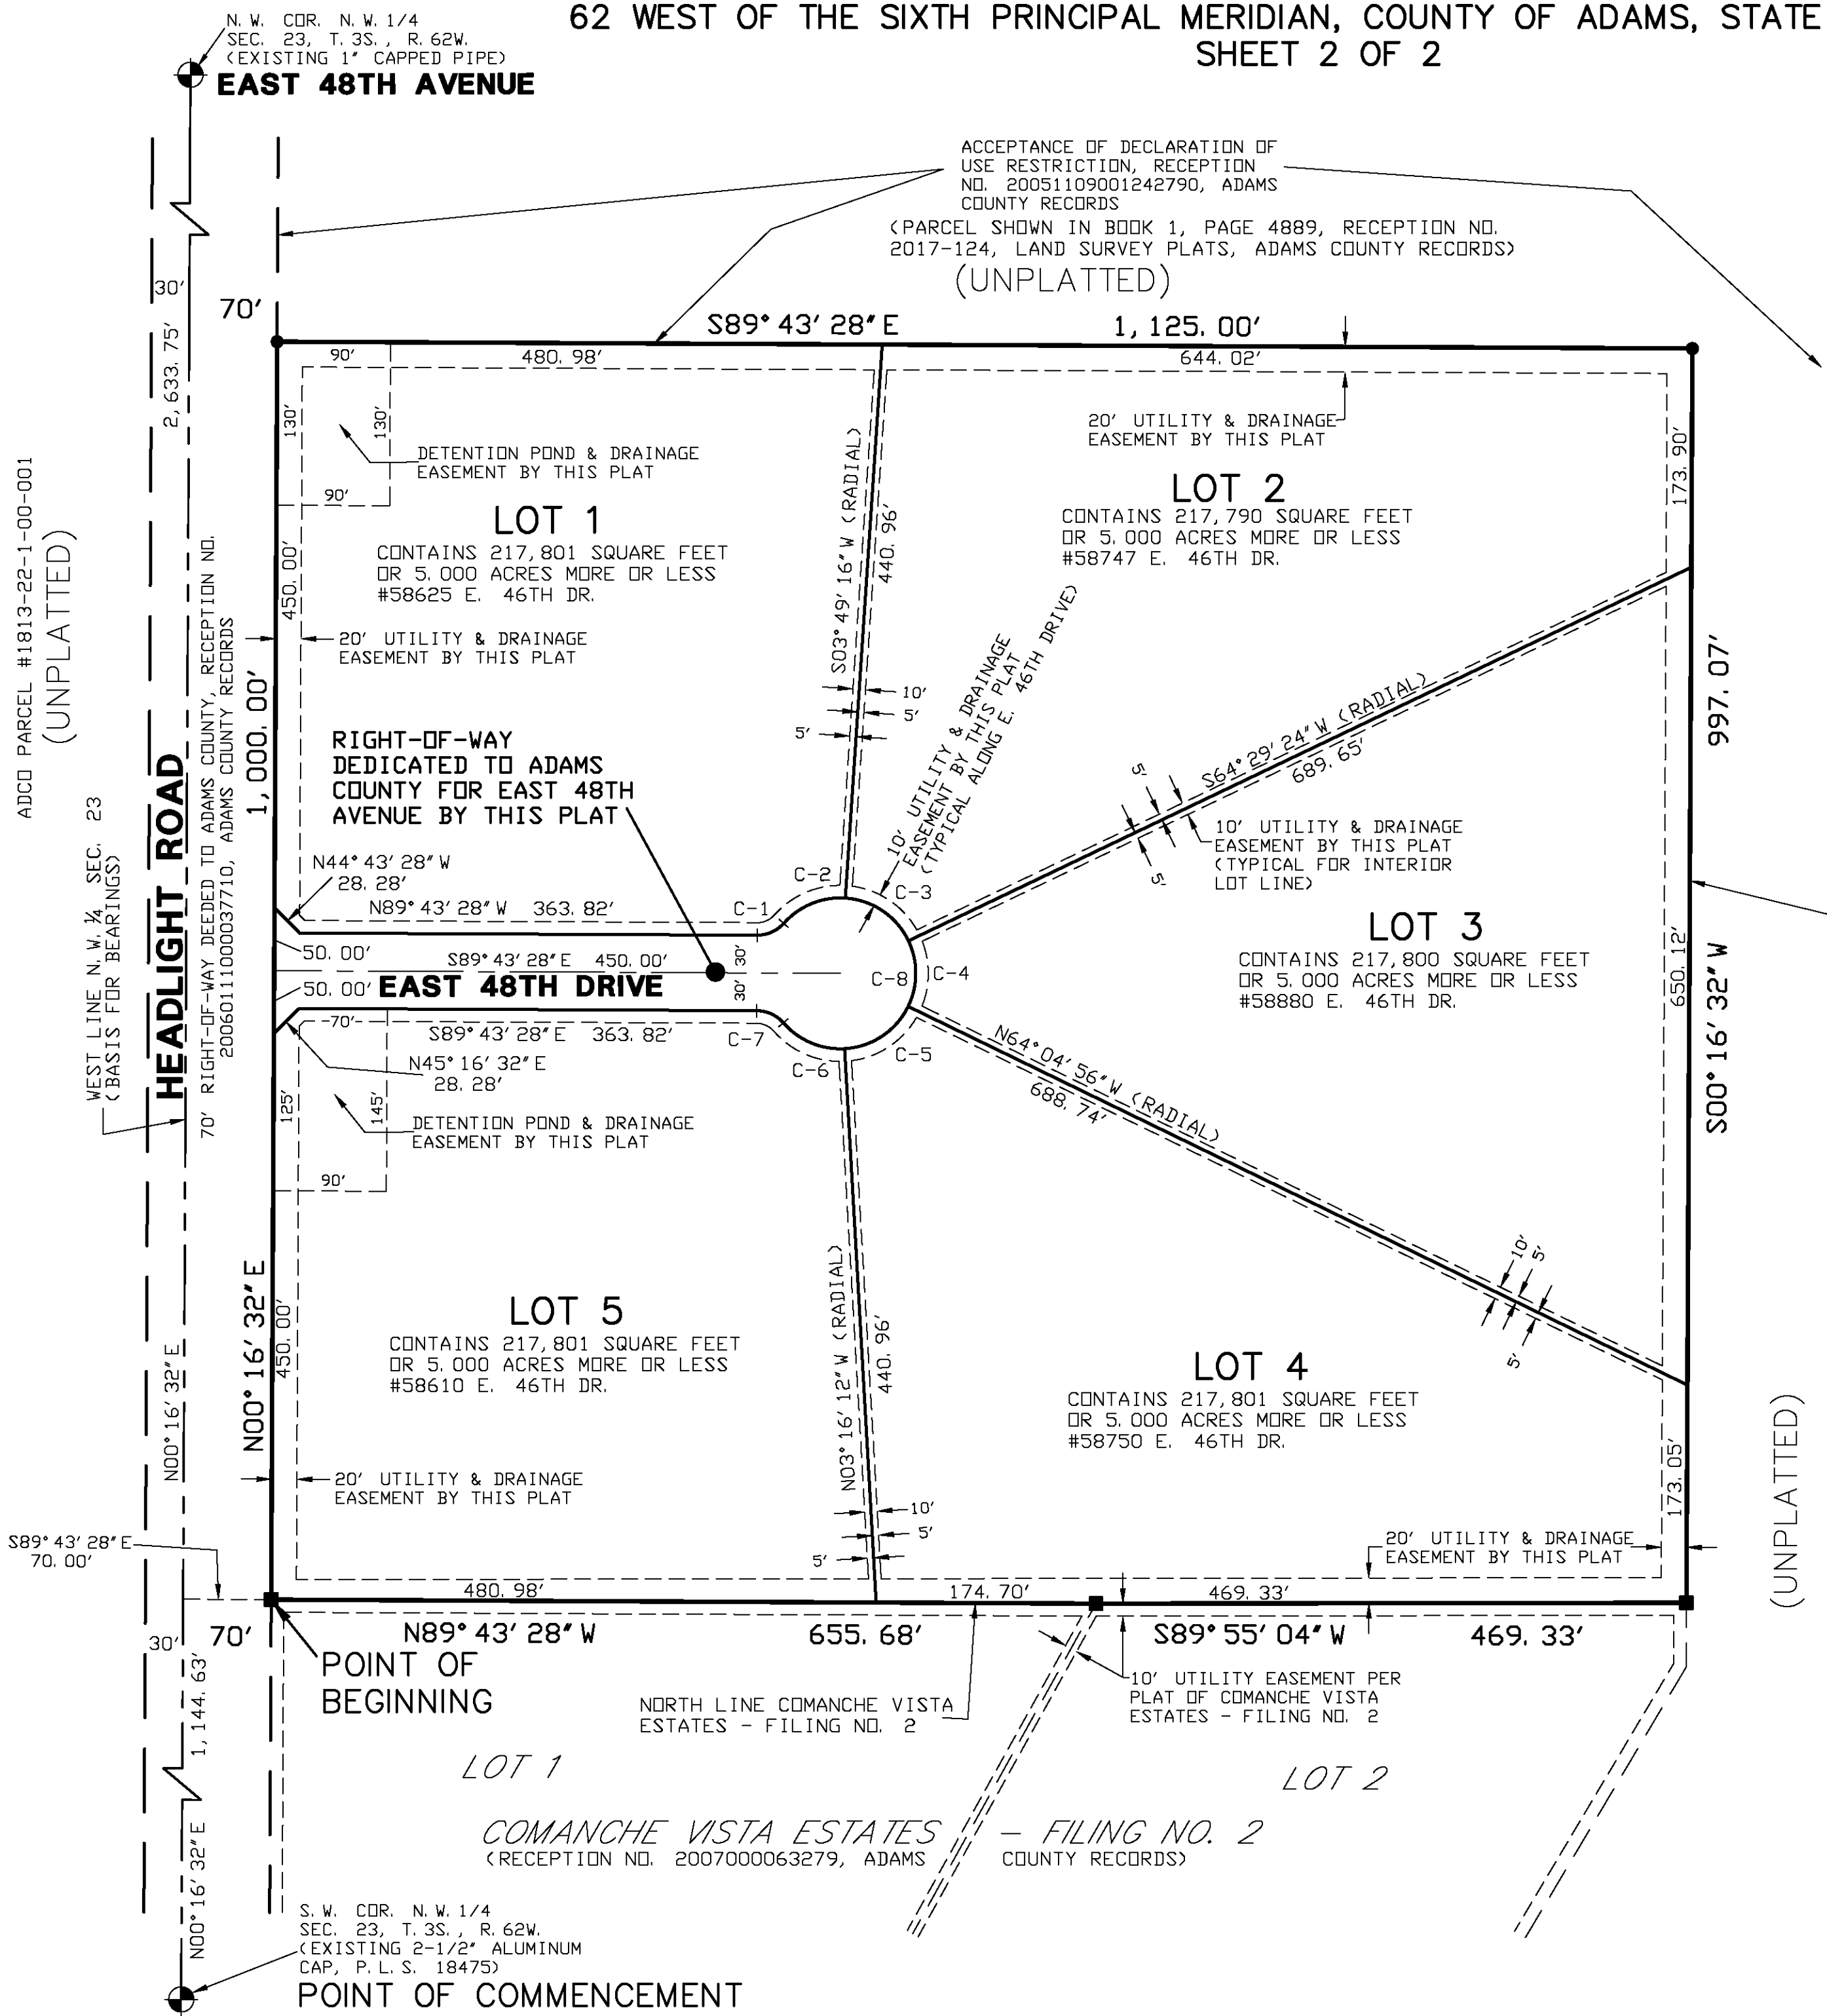 62 WEST OF THE SIXTH PRINCIPAL MERIDIAN, COUNTY OF ADAMS, STATE
SHEET 2 OF 2
N. W. COR. N. W. 1/4
SEC. 23, T. 3S., R. 62W.
(EXISTING 1" CAPPED PIPE)
EAST 48TH AVENUE
ACCEPTANCE OF DECLARATION OF
USE RESTRICTION, RECEPTION
NO. 20051109001242790, ADAMS
COUNTY RECORDS
(PARCEL SHOWN IN BOOK 1, PAGE 4889, RECEPTION NO.
2017-124, LAND SURVEY PLATS, ADAMS COUNTY RECORDS)
(UNPLATTED)
30'
70'
2,633.75'
S89°43'28"E
1,125.00'
90'
480.98'
644.02'
130'
130'
DETENTION POND & DRAINAGE
EASEMENT BY THIS PLAT
90'
20' UTILITY & DRAINAGE
EASEMENT BY THIS PLAT
173.90'
LOT 1
CONTAINS 217,801 SQUARE FEET
OR 5.000 ACRES MORE OR LESS
#58625 E. 46TH DR.
LOT 2
CONTAINS 217,790 SQUARE FEET
OR 5.000 ACRES MORE OR LESS
#58747 E. 46TH DR.
ADCO PARCEL #1813-22-1-00-001
(UNPLATTED)
450.00'
20' UTILITY & DRAINAGE
EASEMENT BY THIS PLAT
S03°49'16"W (RADIAL)
440.96'
10'
5'
5'
1,000.00'
70' RIGHT-OF-WAY DEEDED TO ADAMS COUNTY, RECEPTION NO.
20060111000037710, ADAMS COUNTY RECORDS
HEADLIGHT ROAD
WEST LINE N.W. ¼ SEC. 23
(BASIS FOR BEARINGS)
RIGHT-OF-WAY
DEDICATED TO ADAMS
COUNTY FOR EAST 48TH
AVENUE BY THIS PLAT
10' UTILITY & DRAINAGE
EASEMENT BY THIS PLAT
(TYPICAL ALONG E. 46TH DRIVE)
S64°29'24"W (RADIAL)
689.65'
5'
5'
10' UTILITY & DRAINAGE
EASEMENT BY THIS PLAT
(TYPICAL FOR INTERIOR
LOT LINE)
997.07'
S00°16'32"W
N44°43'28"W
28.28'
N89°43'28"W 363.82'
C-1
C-2
C-3
C-4
C-8
50.00'
S89°43'28"E 450.00'
30'
30'
50.00'
EAST 48TH DRIVE
LOT 3
CONTAINS 217,800 SQUARE FEET
OR 5.000 ACRES MORE OR LESS
#58880 E. 46TH DR.
650.12'
70'
S89°43'28"E 363.82'
C-7
C-6
C-5
N45°16'32"E
28.28'
125'
145'
DETENTION POND & DRAINAGE
EASEMENT BY THIS PLAT
90'
N64°04'56"W (RADIAL)
688.74'
10'
5'
5'
N00°16'32"E
N00°16'32"E
450.00'
LOT 5
CONTAINS 217,801 SQUARE FEET
OR 5.000 ACRES MORE OR LESS
#58610 E. 46TH DR.
N03°16'12"W (RADIAL)
440.96'
LOT 4
CONTAINS 217,801 SQUARE FEET
OR 5.000 ACRES MORE OR LESS
#58750 E. 46TH DR.
173.05'
(UNPLATTED)
20' UTILITY & DRAINAGE
EASEMENT BY THIS PLAT
10'
5'
5'
20' UTILITY & DRAINAGE
EASEMENT BY THIS PLAT
S89°43'28"E
70.00'
480.98'
174.70'
469.33'
30'
70'
N89°43'28"W
655.68'
S89°55'04"W
469.33'
POINT OF
BEGINNING
1,144.63'
NORTH LINE COMANCHE VISTA
ESTATES - FILING NO. 2
10' UTILITY EASEMENT PER
PLAT OF COMANCHE VISTA
ESTATES - FILING NO. 2
LOT 1
LOT 2
COMANCHE VISTA ESTATES - FILING NO. 2
(RECEPTION NO. 2007000063279, ADAMS COUNTY RECORDS)
N00°16'32"E
S. W. COR. N. W. 1/4
SEC. 23, T. 3S., R. 62W.
(EXISTING 2-1/2" ALUMINUM
CAP, P. L. S. 18475)
POINT OF COMMENCEMENT